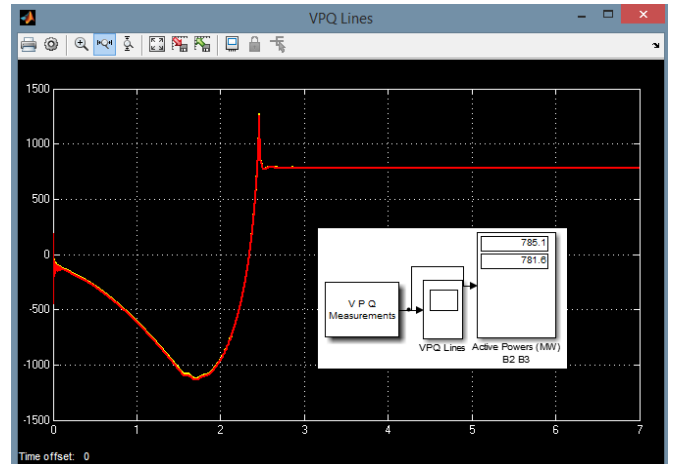 VPQ Lines
1500
1000
500
0
-500
-1000
-1500
0 1 2 3 4 5 6 7
Time offset: 0
785.1
781.6
V P Q
Measurements
VPQ Lines
Active Powers (MW)
B2 B3